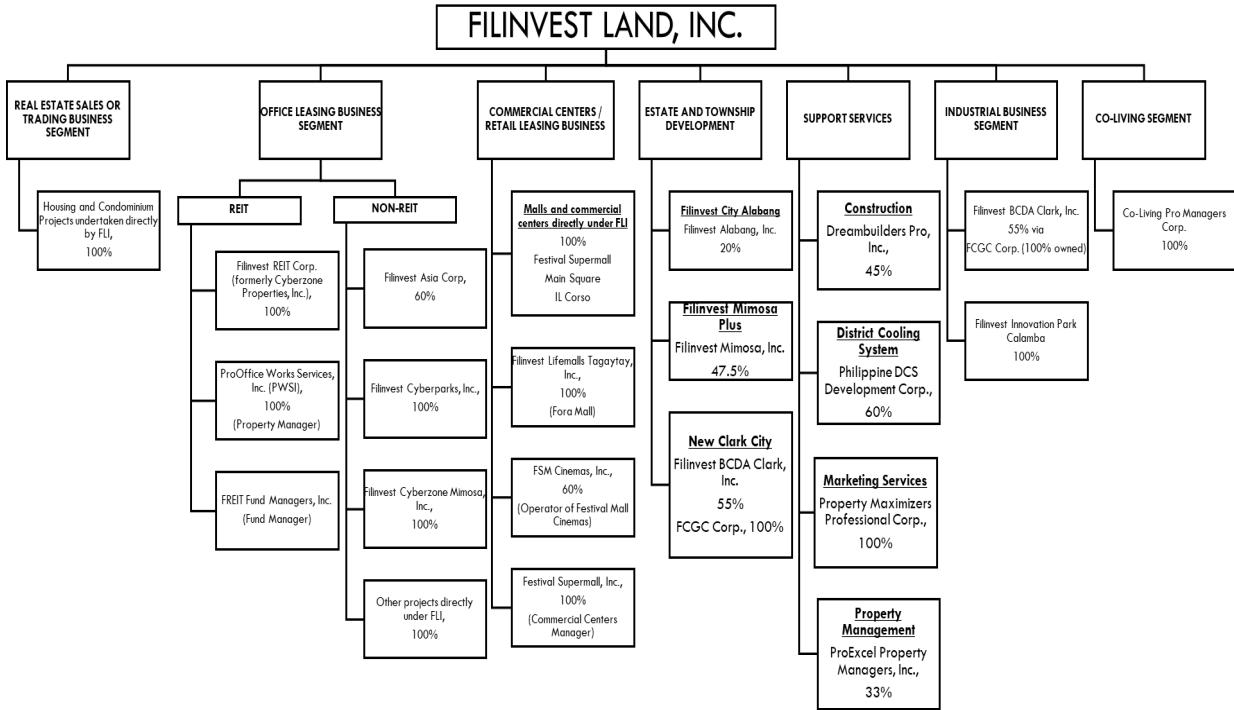 FILINVEST LAND, INC.
REAL ESTATE SALES OR
TRADING BUSINESS
SEGMENT
Housing and Condominium
Projects undertaken directly
by FLI,
100%
OFFICE LEASING BUSINESS
SEGMENT
REIT
Filinvest REIT Corp.
(formerly Cyberzone
Properties, Inc.),
100%
ProOffice Works Services,
Inc. (PWSI),
100%
(Property Manager)
FREIT Fund Managers, Inc.
(Fund Manager)
NON-REIT
Filinvest Asia Corp,
60%
Filinvest Cyberparks, Inc.,
100%
Filinvest Cyberzone Mimosa,
Inc.,
100%
Other projects directly
under FLI,
100%
COMMERCIAL CENTERS /
RETAIL LEASING BUSINESS
Malls and commercial
centers directly under FLI
100%
Festival Supermall
Main Square
IL Corso
Filinvest Lifemalls Tagaytay,
Inc.,
100%
(Fora Mall)
FSM Cinemas, Inc.,
60%
(Operator of Festival Mall
Cinemas)
Festival Supermall, Inc.,
100%
(Commercial Centers
Manager)
ESTATE AND TOWNSHIP
DEVELOPMENT
Filinvest City Alabang
Filinvest Alabang, Inc.
20%
Filinvest Mimosa
Plus
Filinvest Mimosa, Inc.
47.5%
New Clark City
Filinvest BCDA Clark,
Inc.
55%
FCGC Corp., 100%
SUPPORT SERVICES
Construction
Dreambuilders Pro,
Inc.,
45%
District Cooling
System
Philippine DCS
Development Corp.,
60%
Marketing Services
Property Maximizers
Professional Corp.,
100%
Property
Management
ProExcel Property
Managers, Inc.,
33%
INDUSTRIAL BUSINESS
SEGMENT
Filinvest BCDA Clark, Inc.
55% via
FCGC Corp. (100% owned)
Filinvest Innovation Park
Calamba
100%
CO-LIVING SEGMENT
Co-Living Pro Managers
Corp.
100%